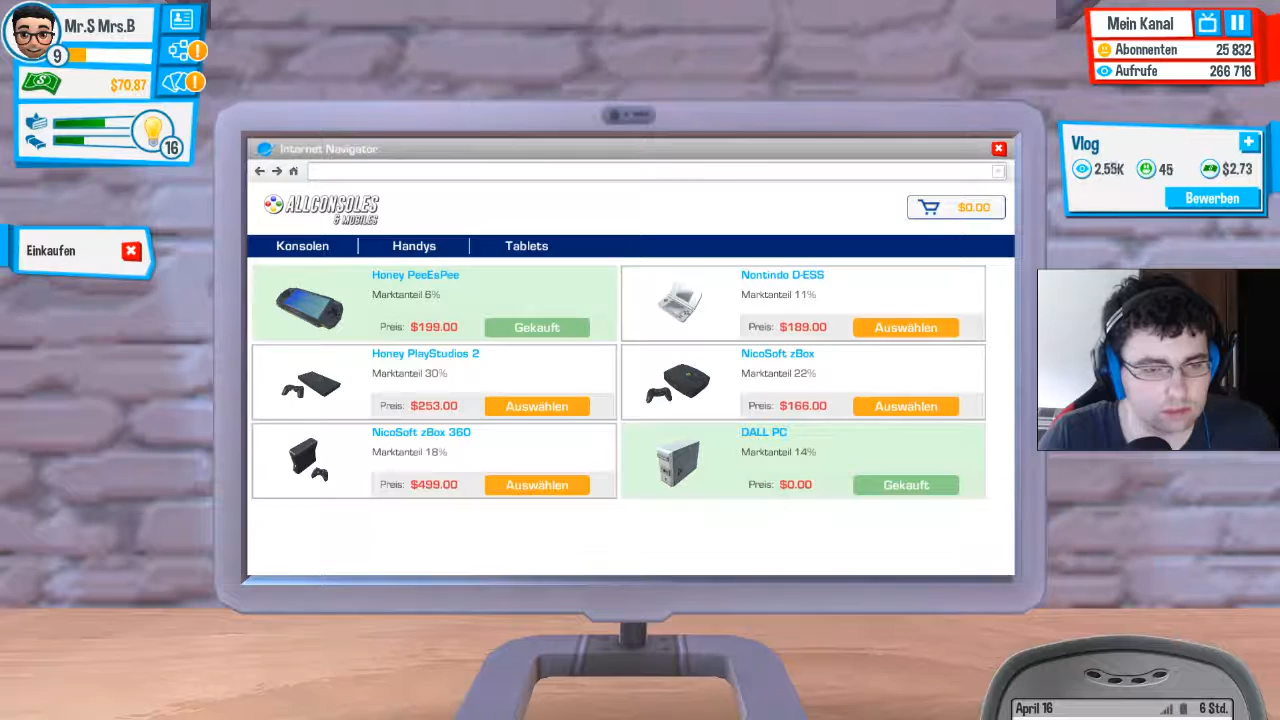 Mr.S Mrs.B
9
$70,87
16
Einkaufen
Mein Kanal
Abonnenten 25 832
Aufrufe 266 716
Vlog
2.55K 45 $2.73
Bewerben
Internet Navigator
ALLCONSOLES
& MOBILES
$0.00
Konsolen Handys Tablets
Honey PeeEsPee
Marktanteil 6%
Preis: $199.00 Gekauft
Nontindo D-ESS
Marktanteil 11%
Preis: $189.00 Auswählen
Honey PlayStudios 2
Marktanteil 30%
Preis: $253.00 Auswählen
NicoSoft zBox
Marktanteil 22%
Preis: $166.00 Auswählen
NicoSoft zBox 360
Marktanteil 18%
Preis: $499.00 Auswählen
DALL PC
Marktanteil 14%
Preis: $0.00 Gekauft
April 16 6 Std.